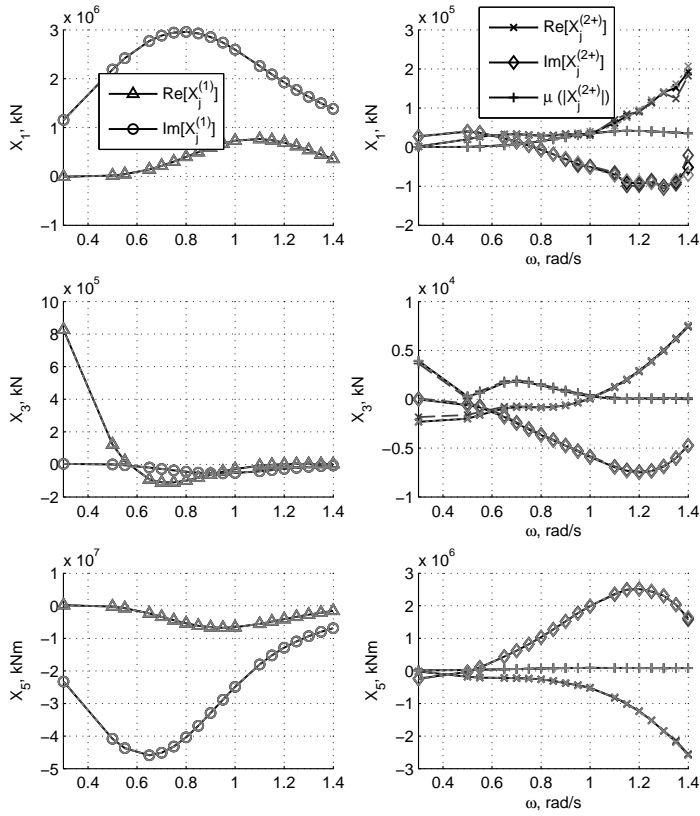 x 10^6
3
2
1
0
−1
X_1, kN
0.4 0.6 0.8 1 1.2 1.4
Re[X_j^(1)]
Im[X_j^(1)]
x 10^5
2
1
0
−1
−2
X_1, kN
0.4 0.6 0.8 1 1.2 1.4
ω, rad/s
Re[X_j^(2+)]
Im[X_j^(2+)]
μ (|X_j^(2+)|)
x 10^5
10
8
6
4
2
0
−2
X_3, kN
0.4 0.6 0.8 1 1.2 1.4
x 10^4
1
0.5
0
−0.5
−1
X_3, kN
0.4 0.6 0.8 1 1.2 1.4
ω, rad/s
x 10^7
1
0
−1
−2
−3
−4
−5
X_5, kNm
0.4 0.6 0.8 1 1.2 1.4
x 10^6
3
2
1
0
−1
−2
−3
X_5, kNm
0.4 0.6 0.8 1 1.2 1.4
ω, rad/s